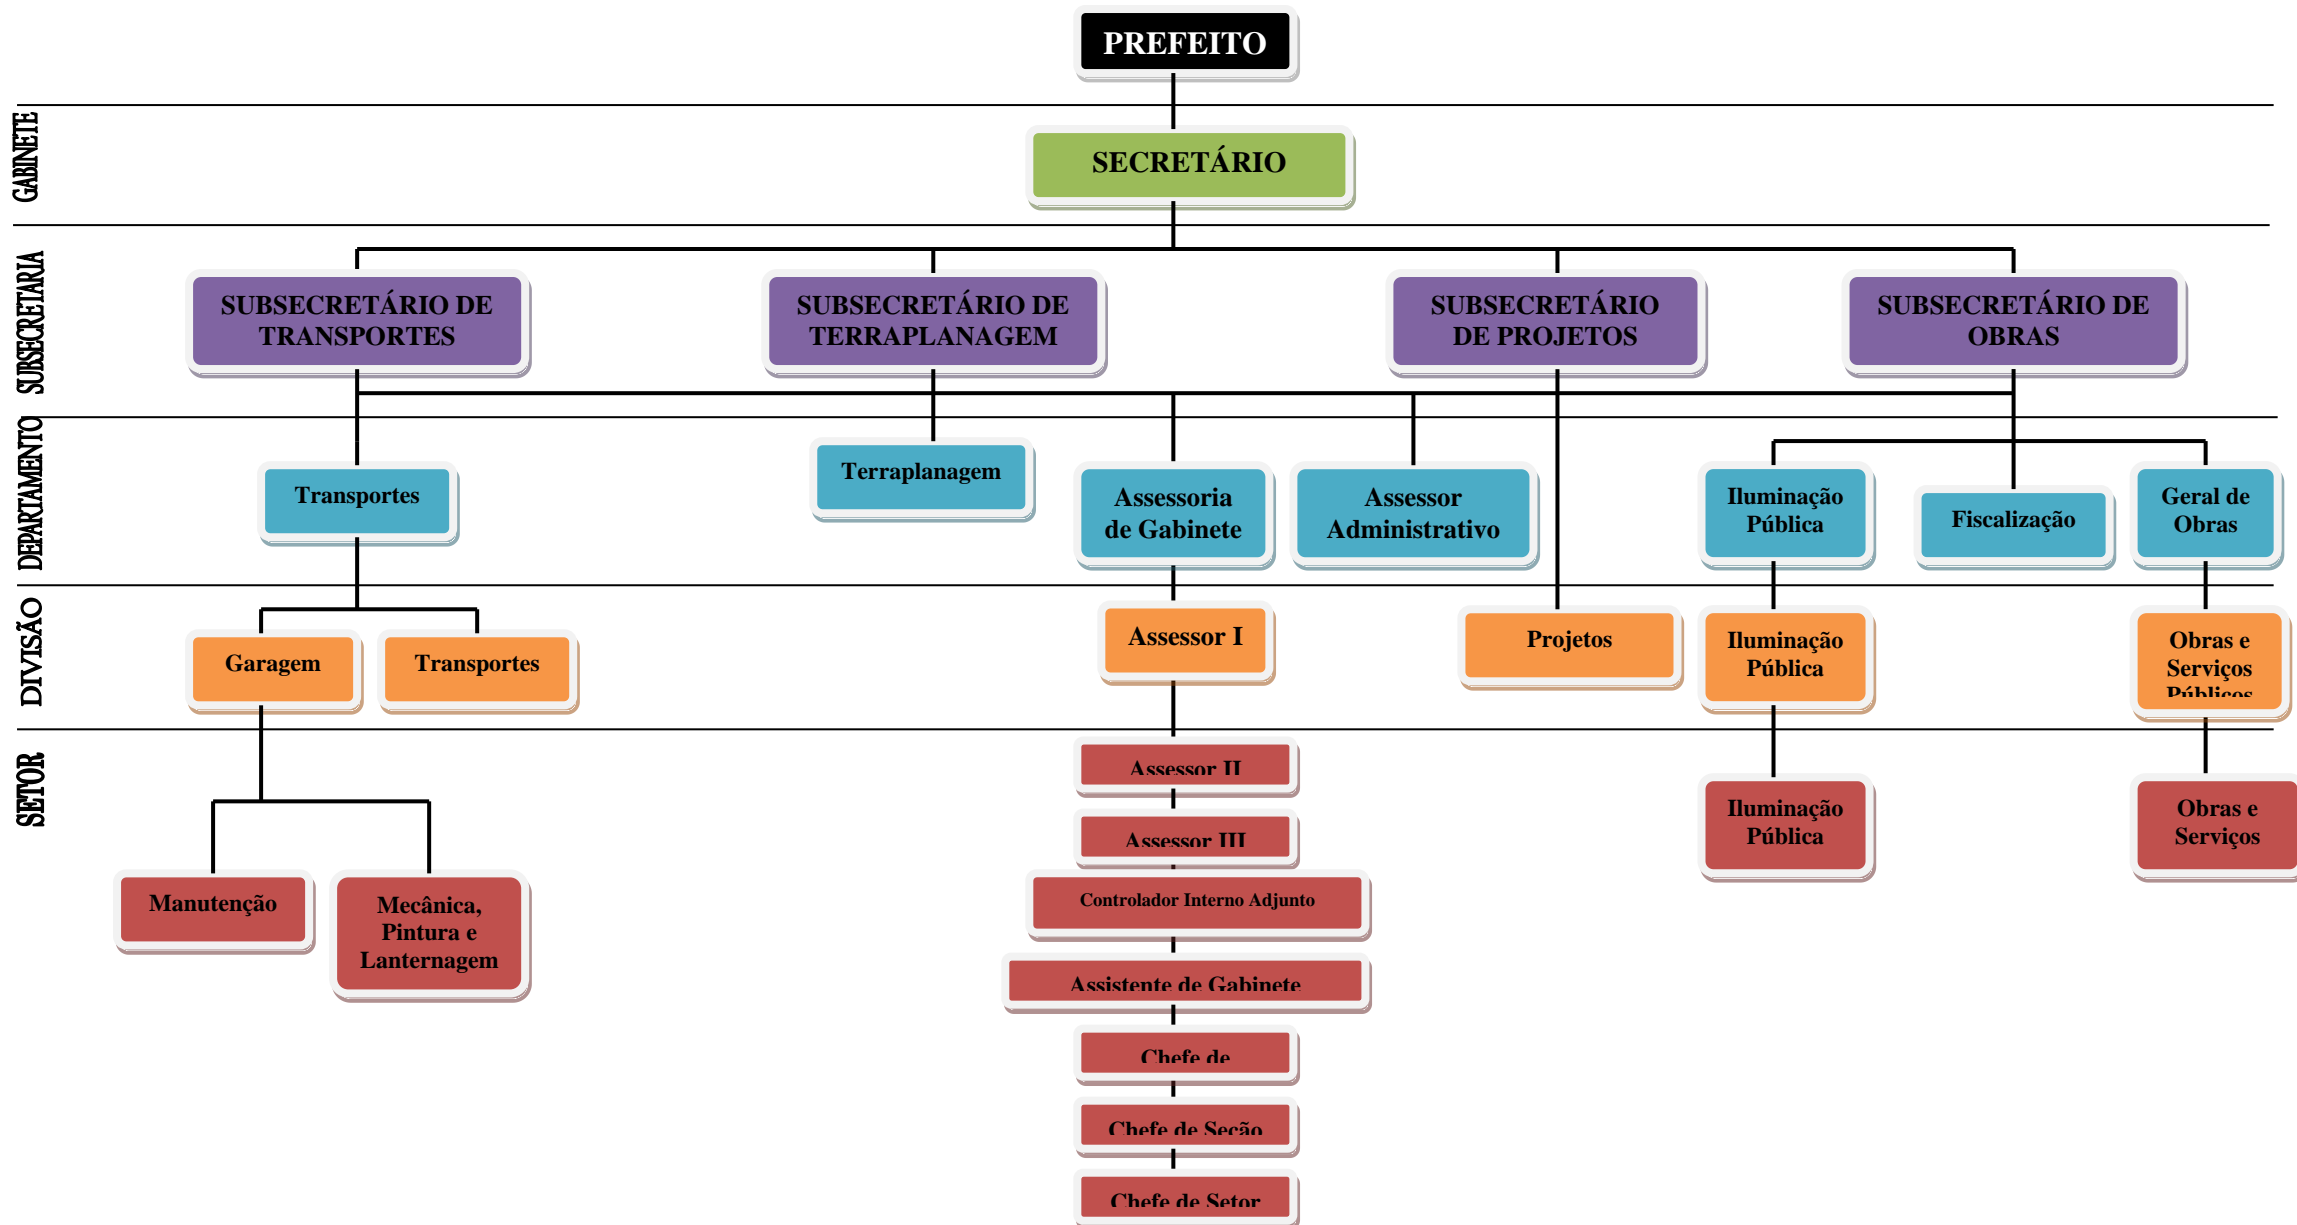 PREFEITO
GABINETE
SECRETÁRIO
SUBSECRETARIA
SUBSECRETÁRIO DE
TRANSPORTES
SUBSECRETÁRIO DE
TERRAPLANAGEM
SUBSECRETÁRIO
DE PROJETOS
SUBSECRETÁRIO DE
OBRAS
DEPARTAMENTO
Transportes
Terraplanagem
Assessoria
de Gabinete
Assessor
Administrativo
Iluminação
Pública
Fiscalização
Geral de
Obras
DIVISÃO
Garagem
Transportes
Assessor I
Projetos
Iluminação
Pública
Obras e
Serviços
Públicos
SETOR
Assessor II
Assessor III
Controlador Interno Adjunto
Assistente de Gabinete
Chefe de
Chefe de Seção
Chefe de Setor
Manutenção
Mecânica,
Pintura e
Lanternagem
Iluminação
Pública
Obras e
Serviços